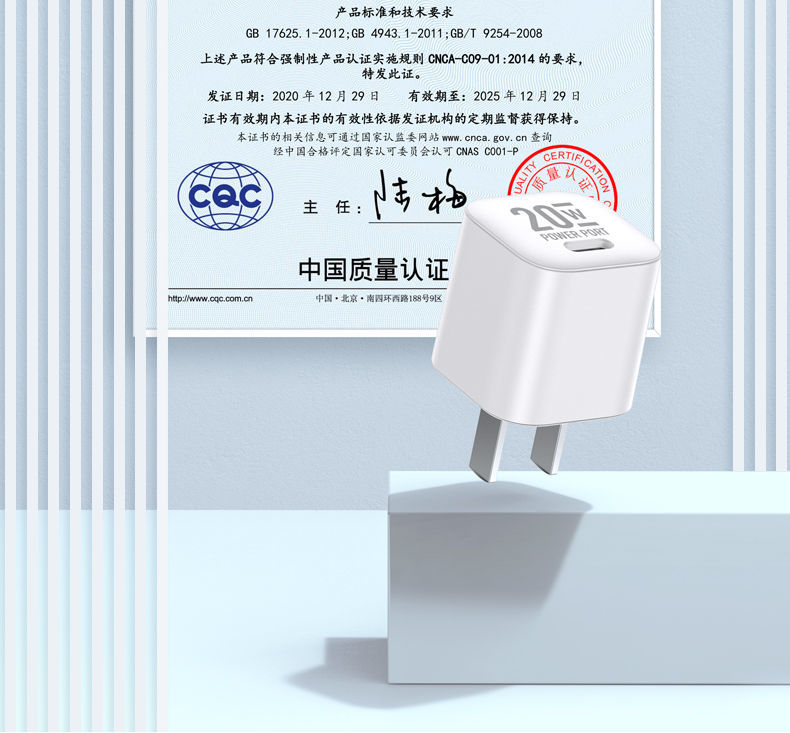 产品标准和技术要求
GB 17625.1-2012;GB 4943.1-2011;GB/T 9254-2008
上述产品符合强制性产品认证实施规则 CNCA-C09-01:2014 的要求,
特发此证。
发证日期: 2020 年 12 月 29 日 有效期至: 2025 年 12 月 29 日
证书有效期内本证书的有效性依据发证机构的定期监督获得保持。
本证书的相关信息可通过国家认监委网站 www.cnca.gov.cn 查询
经中国合格评定国家认可委员会认可 CNAS C001-P
CQC
主 任: 陆梅
QUALITY CERTIFICATION C
质量认证
20W
POWER PORT
中国质量认证
http://www.cqc.com.cn
中国·北京·南四环西路188号9区